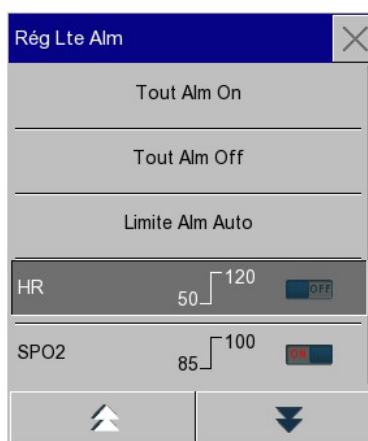 Rég Lte Alm
Tout Alm On
Tout Alm Off
Limite Alm Auto
HR 50 120 OFF
SPO2 85 100 ON